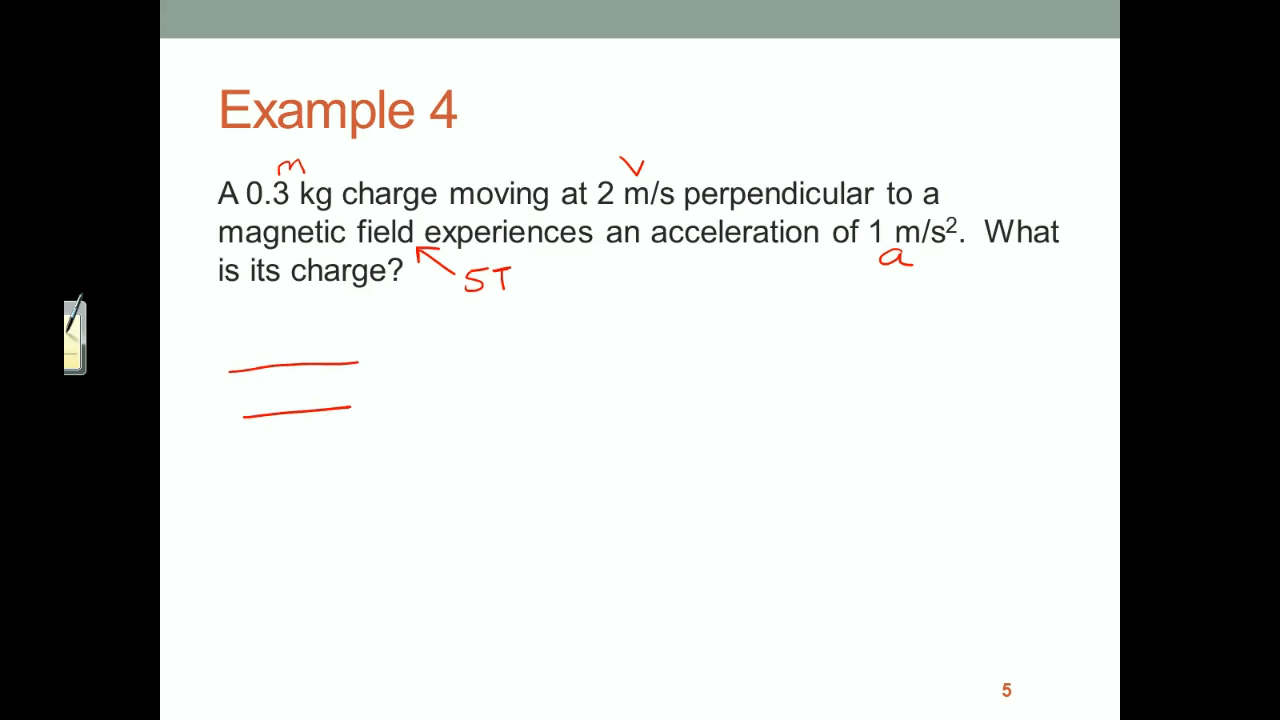 Example 4
m v
A 0.3 kg charge moving at 2 m/s perpendicular to a
magnetic field experiences an acceleration of 1 m/s². What
a
is its charge?
5T
5